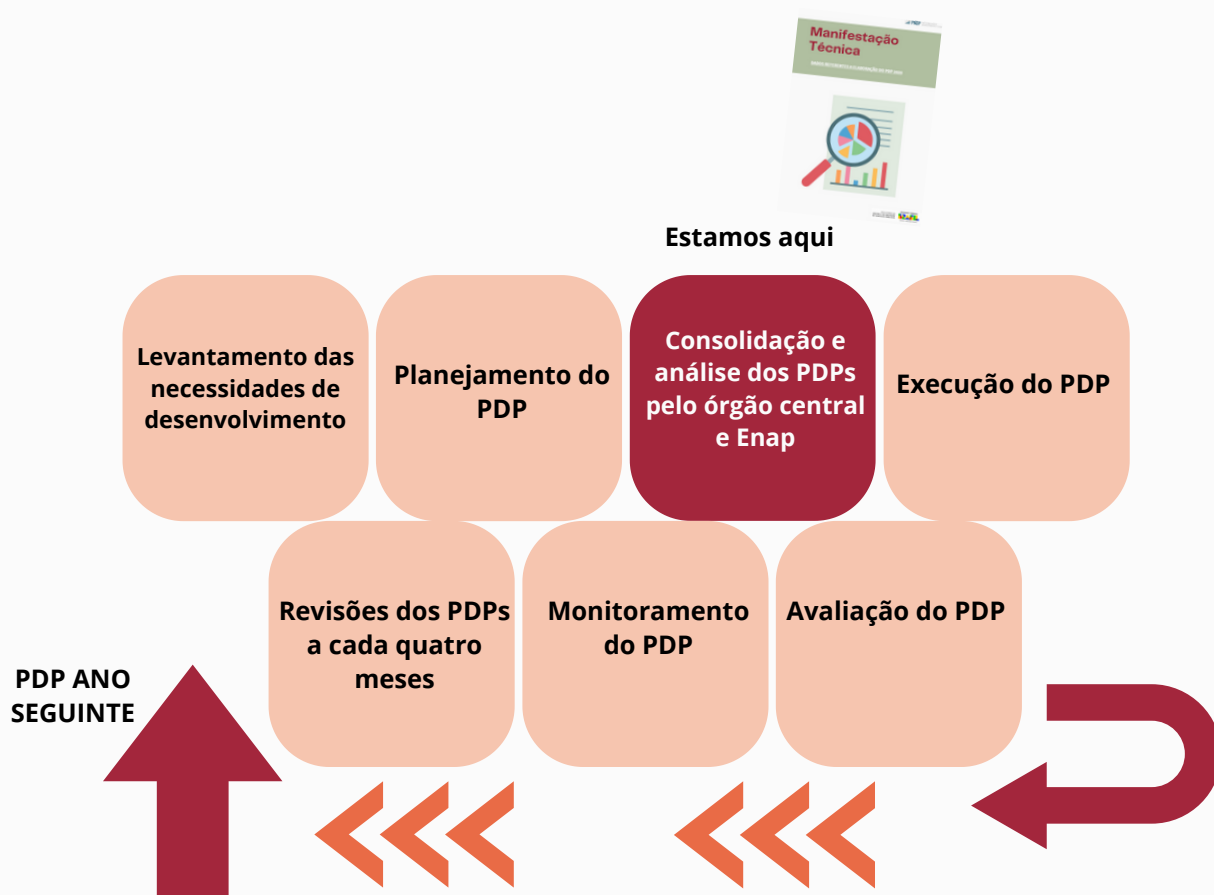 Manifestação
Técnica
Estamos aqui
Levantamento das
necessidades de
desenvolvimento
Planejamento do
PDP
Consolidação e
análise dos PDPs
pelo órgão central
e Enap
Execução do PDP
Revisões dos PDPs
a cada quatro
meses
Monitoramento
do PDP
Avaliação do PDP
PDP ANO
SEGUINTE